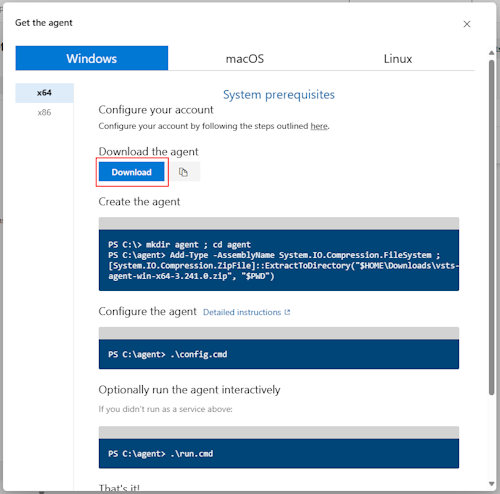 Get the agent
Windows
macOS
Linux
x64
x86
System prerequisites
Configure your account
Configure your account by following the steps outlined here.
Download the agent
Download
Create the agent
PS C:\> mkdir agent ; cd agent
PS C:\agent> Add-Type -AssemblyName System.IO.Compression.FileSystem ;
[System.IO.Compression.ZipFile]::ExtractToDirectory("$HOME\Downloads\vsts-
agent-win-x64-3.241.0.zip", "$PWD")
Configure the agent Detailed instructions
PS C:\agent> .\config.cmd
Optionally run the agent interactively
If you didn't run as a service above:
PS C:\agent> .\run.cmd
That's it!